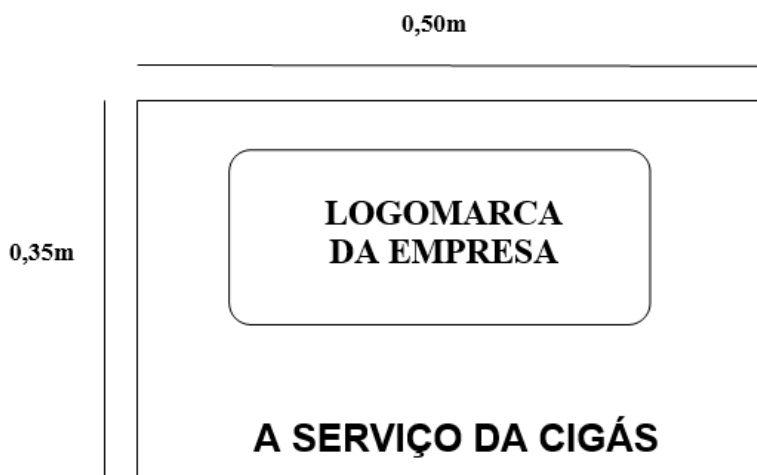 0,50m
0,35m
LOGOMARCA
DA EMPRESA
A SERVIÇO DA CIGÁS